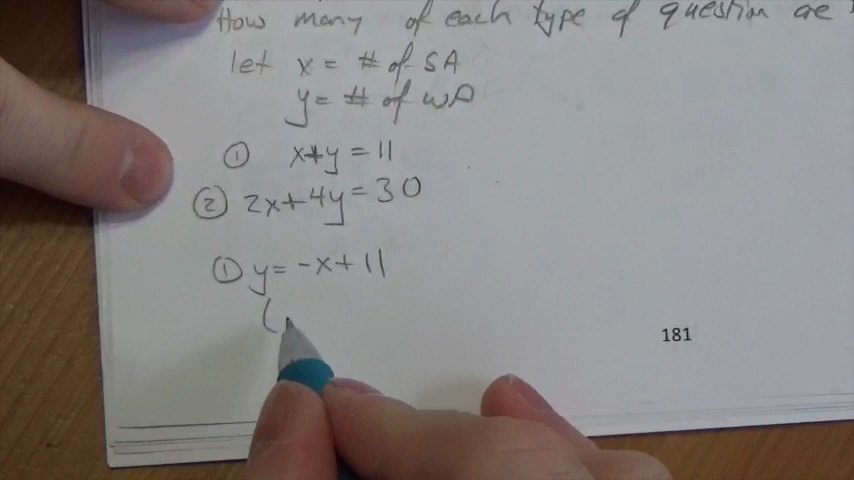 How many of each type of question are
let x = # of SA
y = # of WP
① x+y = 11
② 2x+4y = 30
① y = -x + 11
(
181